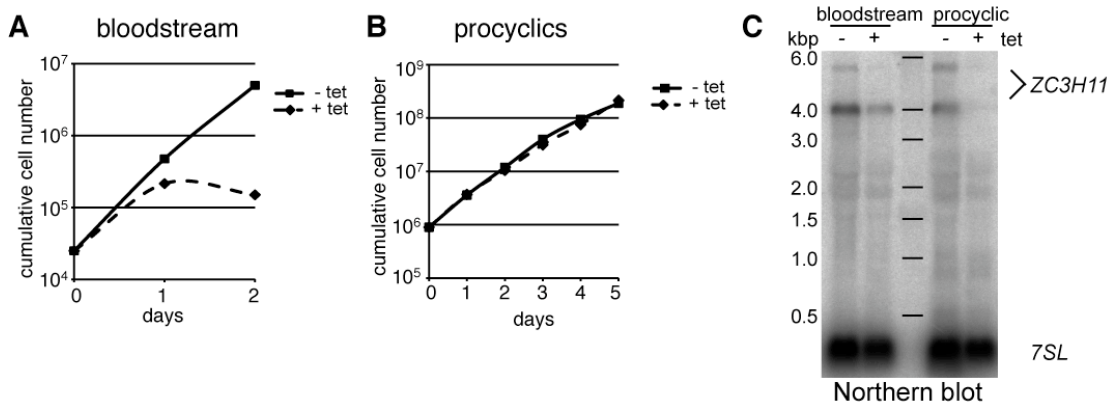 A
bloodstream
cumulative cell number
10^7
10^6
10^5
10^4
0
1
2
days
- tet
+ tet
B
procyclics
cumulative cell number
10^9
10^8
10^7
10^6
10^5
0 1 2 3 4 5
days
- tet
+ tet
C
bloodstream procyclic
kbp - + - + tet
6.0
4.0
3.0
2.0
1.5
1.0
0.5
ZC3H11
7SL
Northern blot